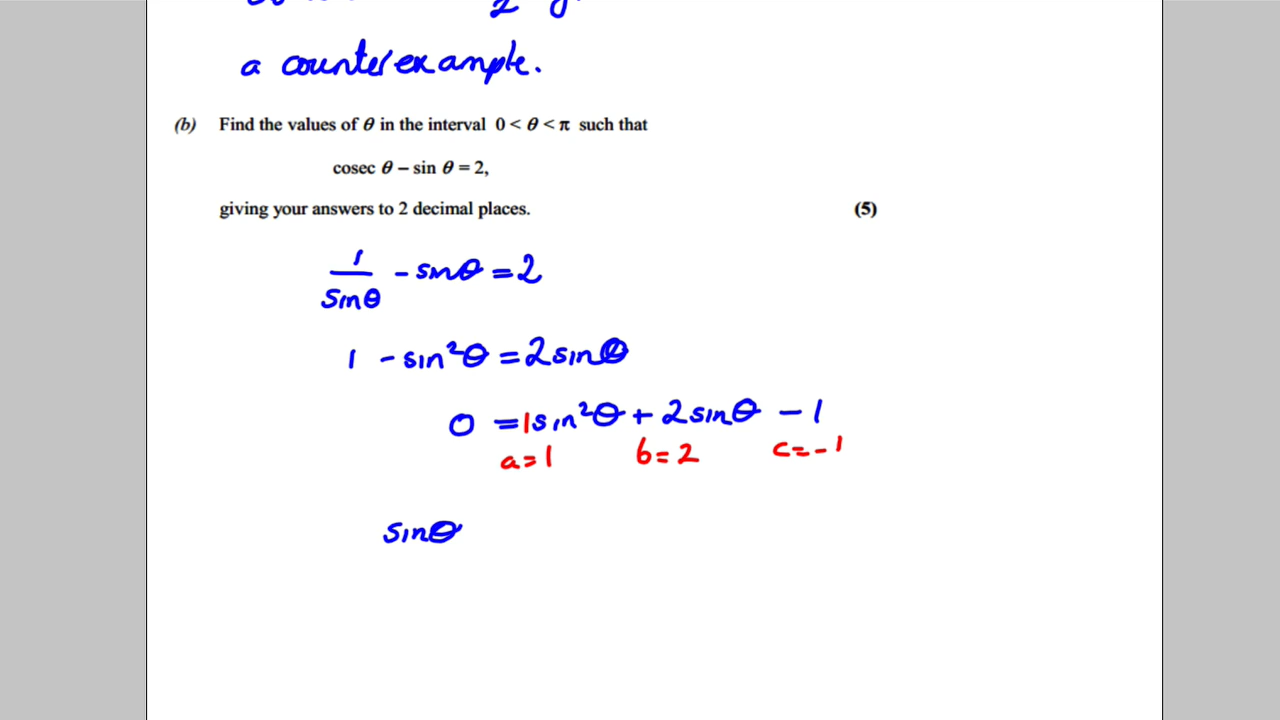 a counterexample.
(b) Find the values of θ in the interval 0 < θ < π such that
cosec θ – sin θ = 2,
giving your answers to 2 decimal places. (5)
1/sinθ - sinθ = 2
1 - sin²θ = 2sinθ
0 = 1sin²θ + 2sinθ - 1
a=1 b=2 c=-1
sinθ